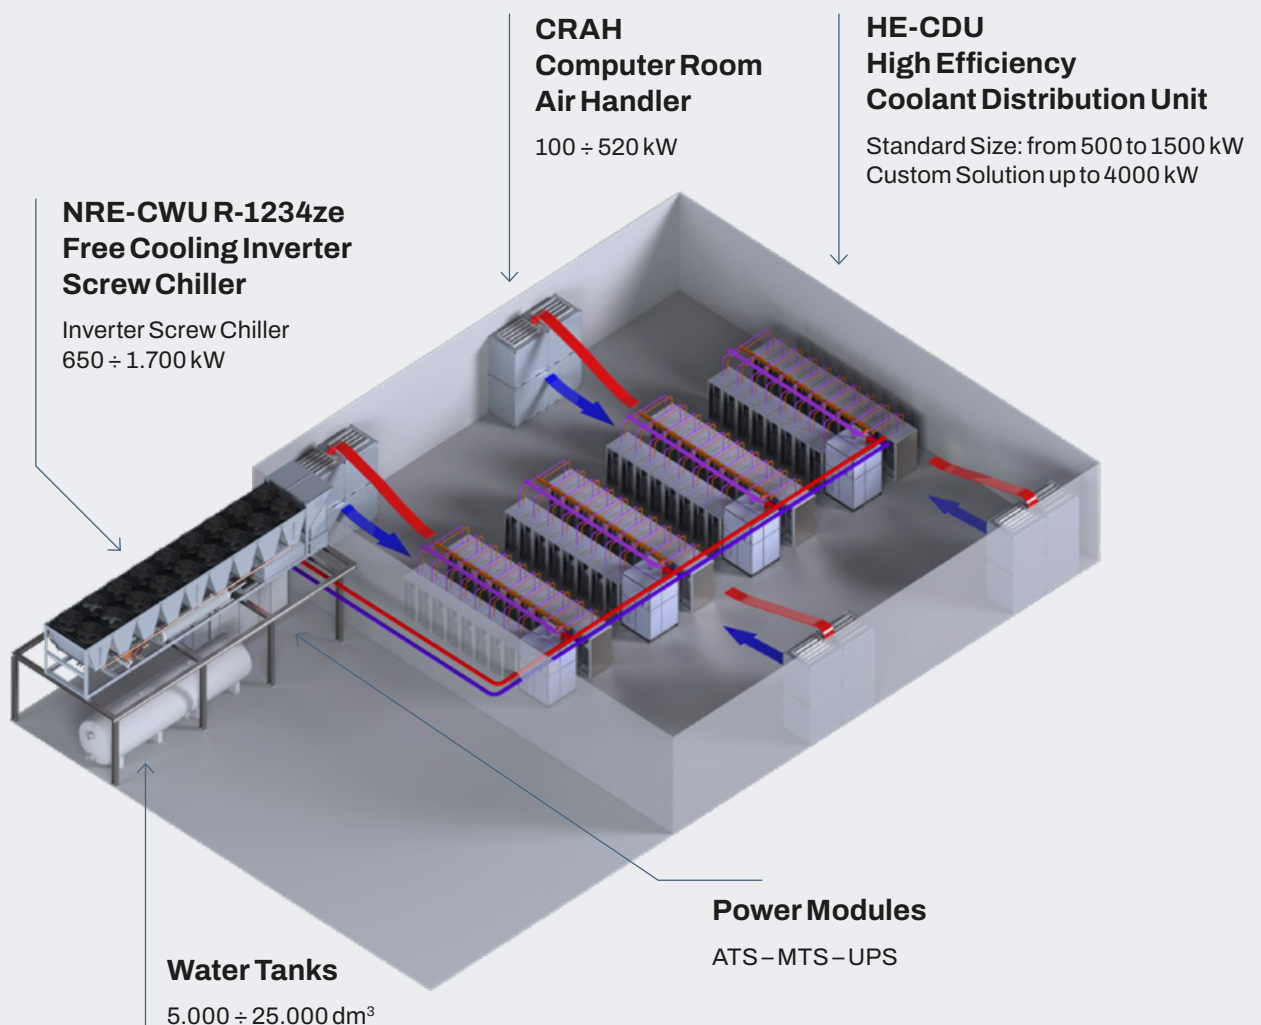 CRAH
Computer Room
Air Handler
100 ÷ 520 kW
HE-CDU
High Efficiency
Coolant Distribution Unit
Standard Size: from 500 to 1500 kW
Custom Solution up to 4000 kW
NRE-CWU R-1234ze
Free Cooling Inverter
Screw Chiller
Inverter Screw Chiller
650 ÷ 1.700 kW
Power Modules
ATS – MTS – UPS
Water Tanks
5.000 ÷ 25.000 dm³